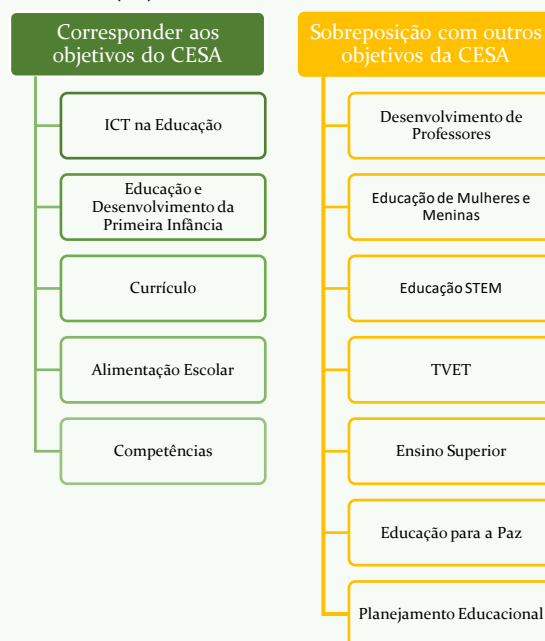 Corresponder aos
objetivos do CESA
ICT na Educação
Educação e
Desenvolvimento da
Primeira Infância
Currículo
Alimentação Escolar
Competências
Sobreposição com outros
objetivos da CESA
Desenvolvimento de
Professores
Educação de Mulheres e
Meninas
Educação STEM
TVET
Ensino Superior
Educação para a Paz
Planejamento Educacional